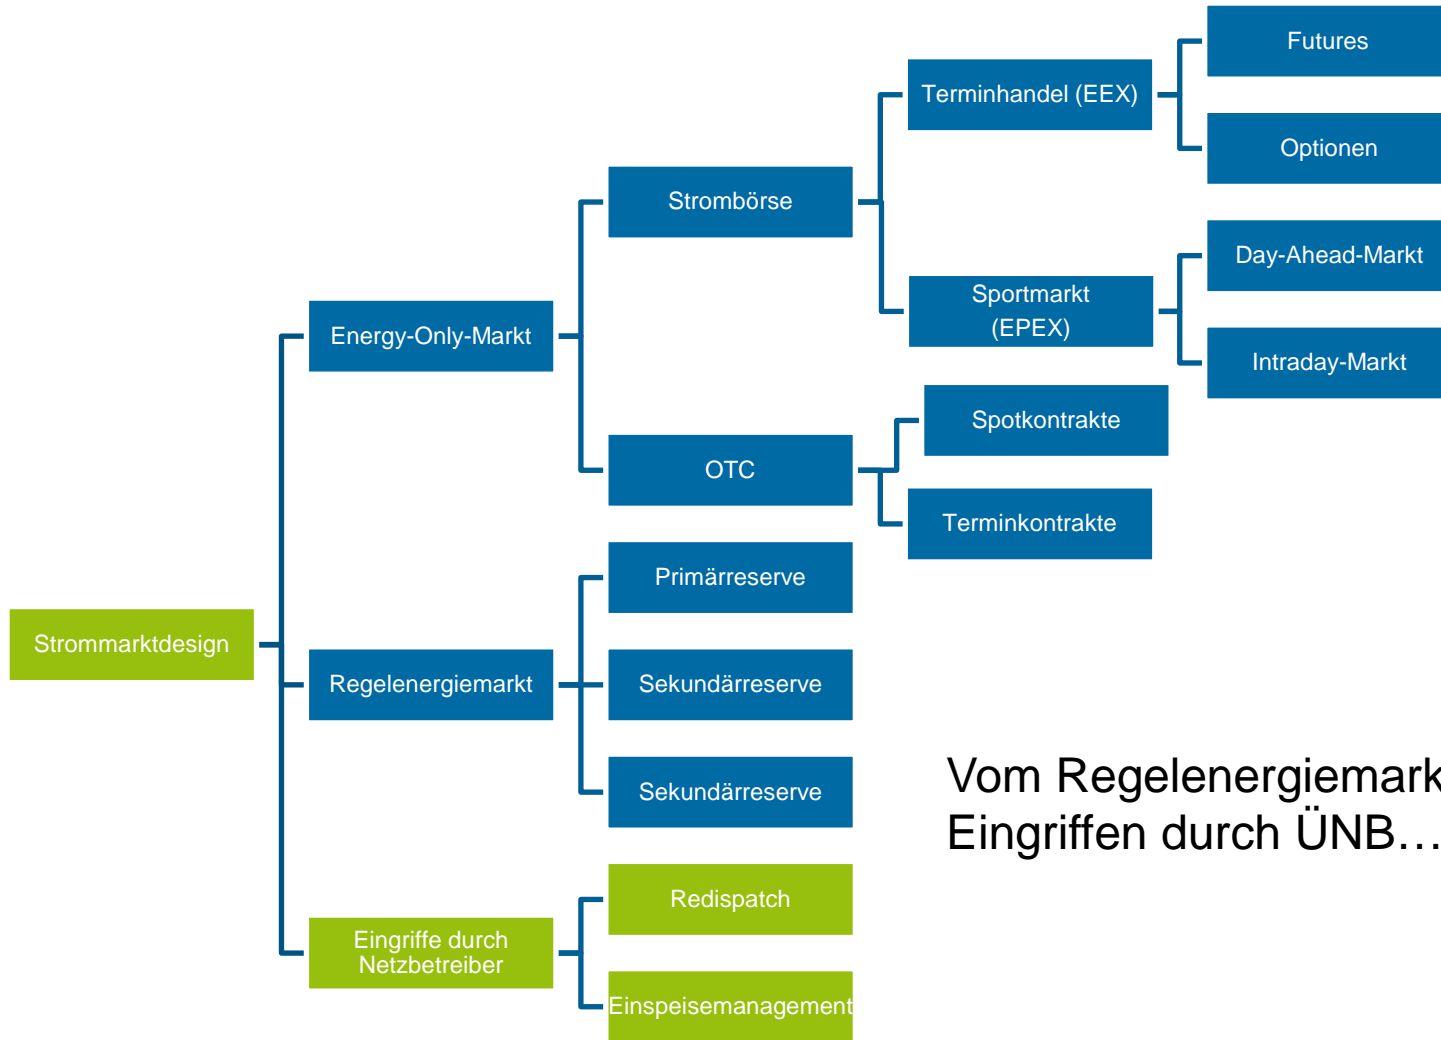 Futures
Terminhandel (EEX)
Optionen
Strombörse
Day-Ahead-Markt
Sportmarkt
(EPEX)
Energy-Only-Markt
Intraday-Markt
Spotkontrakte
OTC
Terminkontrakte
Primärreserve
Strommarktdesign
Regelenergiemarkt
Sekundärreserve
Sekundärreserve
Vom Regelenergiemark
Eingriffen durch ÜNB…
Redispatch
Eingriffe durch
Netzbetreiber
Einspeisemanagement